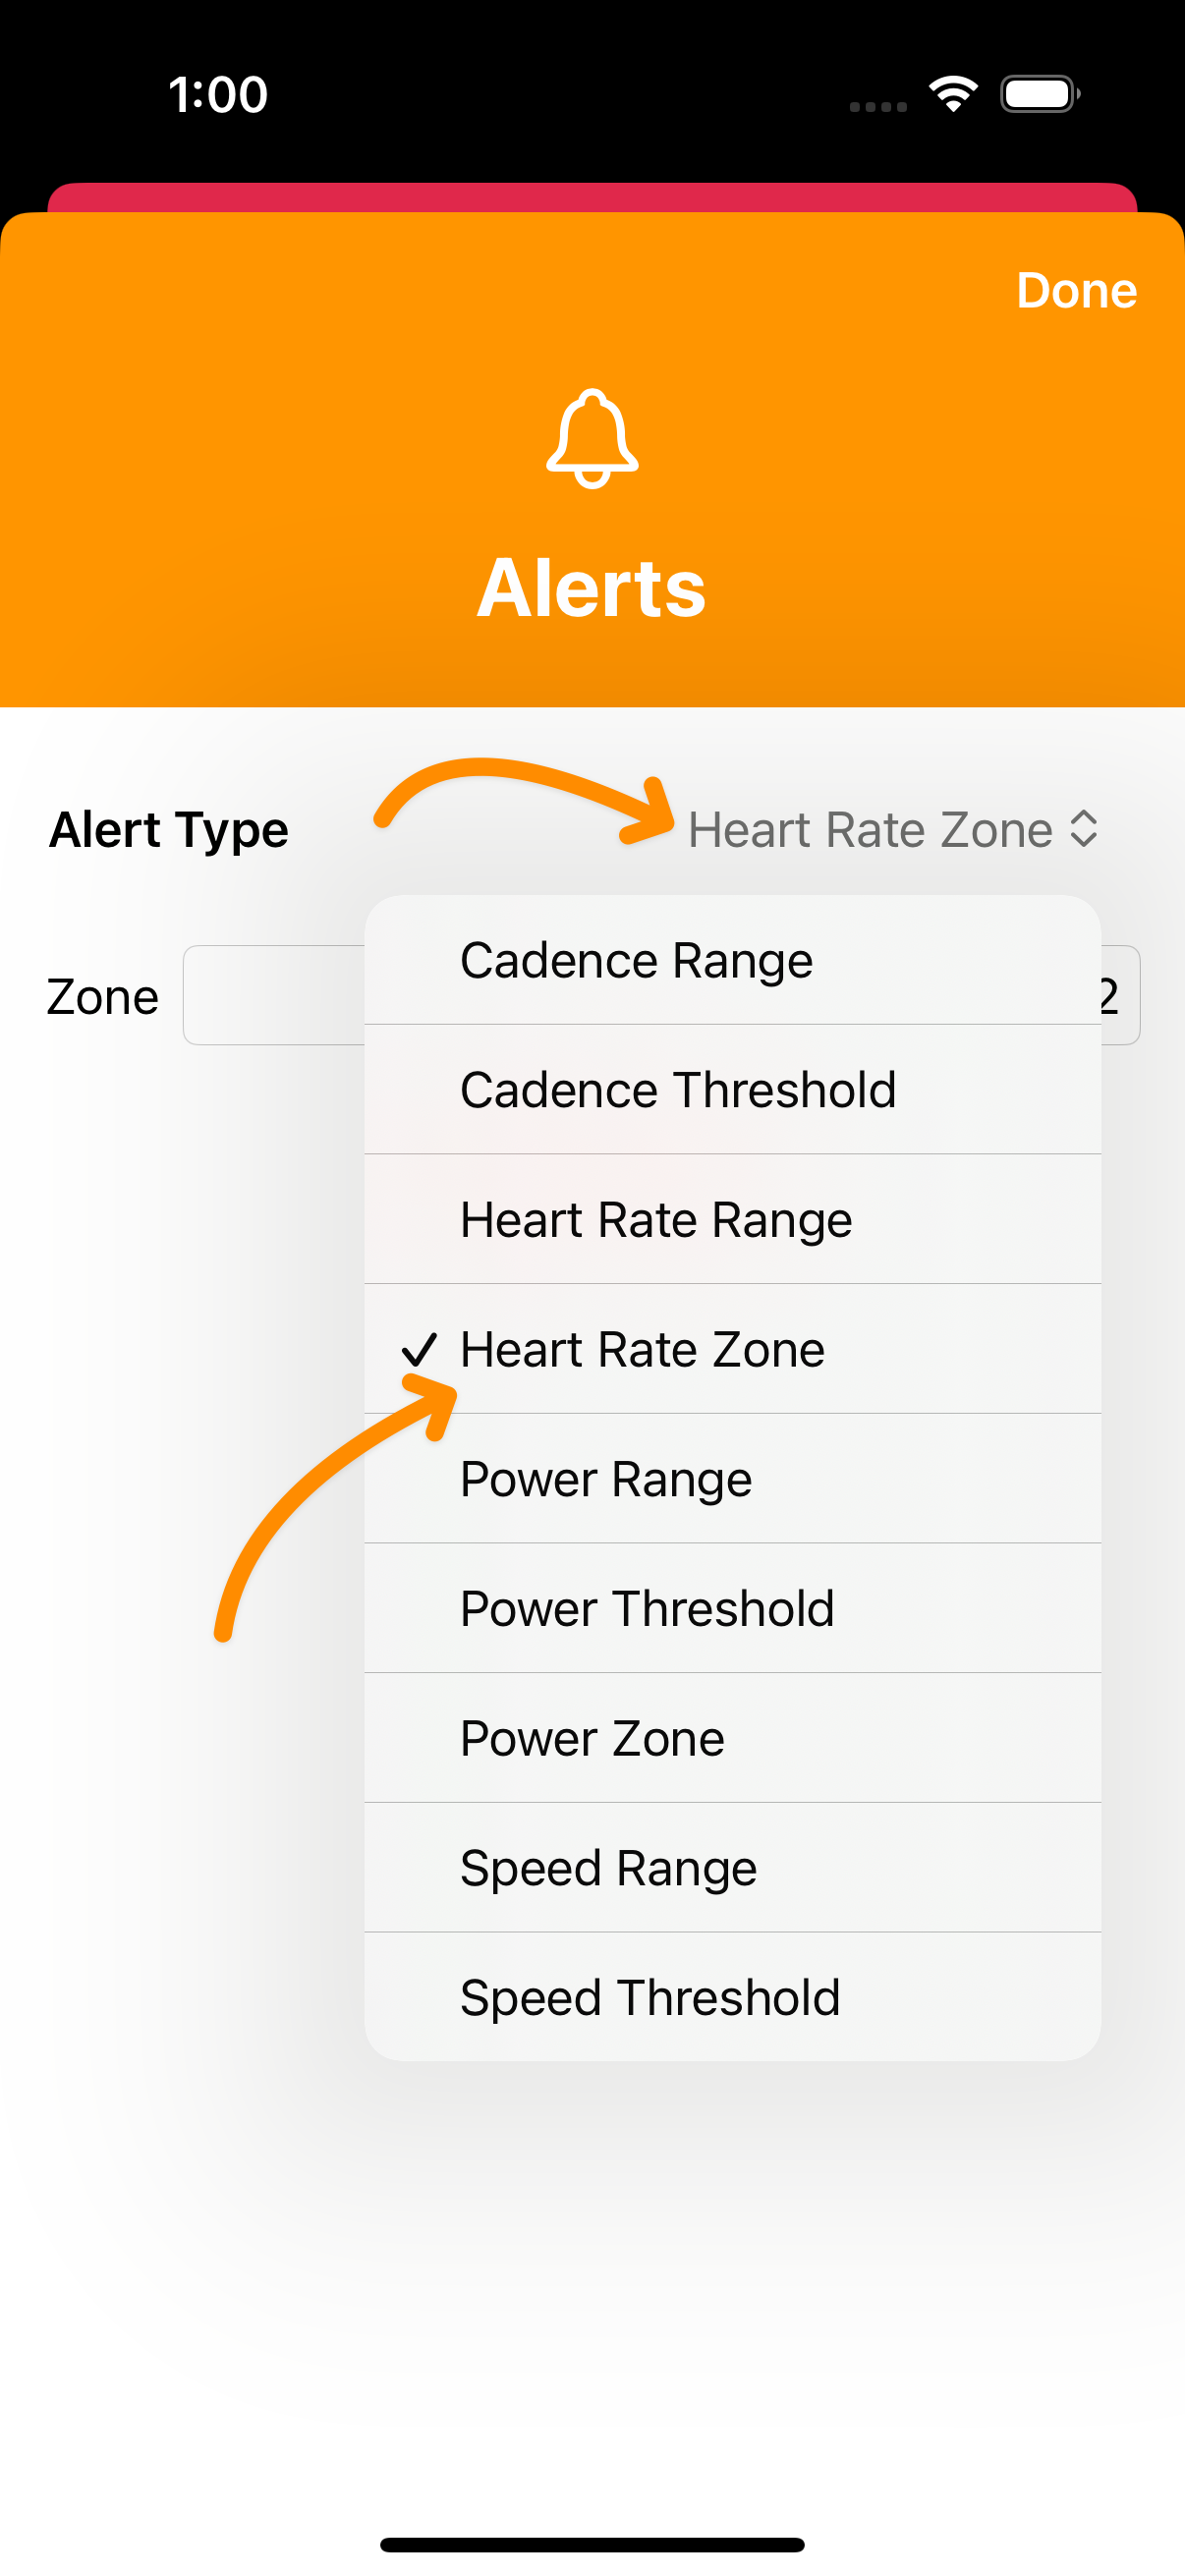 1:00
Done
Alerts
Alert Type
Heart Rate Zone
Zone
2
Cadence Range
Cadence Threshold
Heart Rate Range
Heart Rate Zone
Power Range
Power Threshold
Power Zone
Speed Range
Speed Threshold